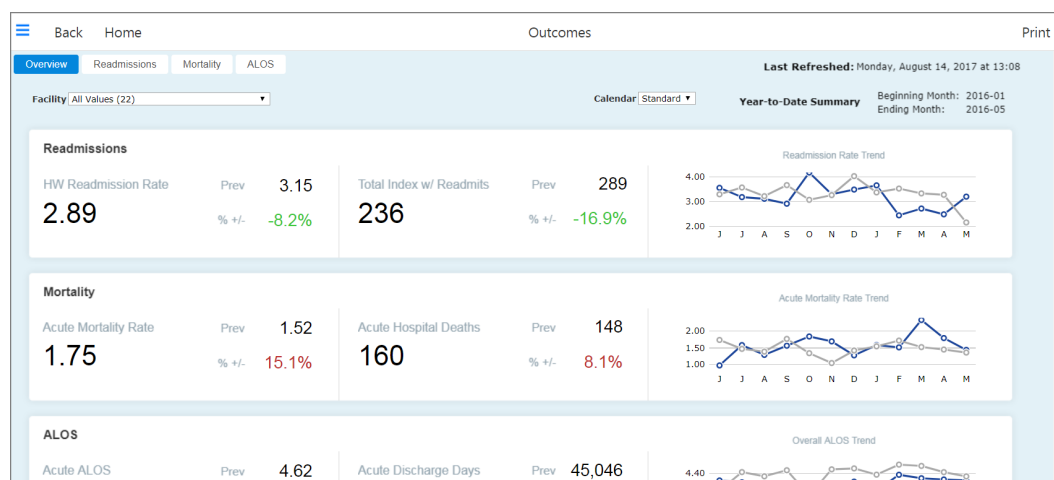 Back Home Outcomes Print
Overview Readmissions Mortality ALOS Last Refreshed: Monday, August 14, 2017 at 13:08
Facility All Values (22) Calendar Standard Year-to-Date Summary Beginning Month: 2016-01
Ending Month: 2016-05
Readmissions
Readmission Rate Trend
HW Readmission Rate Prev 3.15 Total Index w/ Readmits Prev 289 4.00
2.89 % +/- -8.2% 236 % +/- -16.9% 3.00
2.00
J J A S O N D J F M A M
Mortality
Acute Mortality Rate Trend
Acute Mortality Rate Prev 1.52 Acute Hospital Deaths Prev 148 2.00
1.75 % +/- 15.1% 160 % +/- 8.1% 1.50
1.00
J J A S O N D J F M A M
ALOS
Overall ALOS Trend
Acute ALOS Prev 4.62 Acute Discharge Days Prev 45,046 4.40